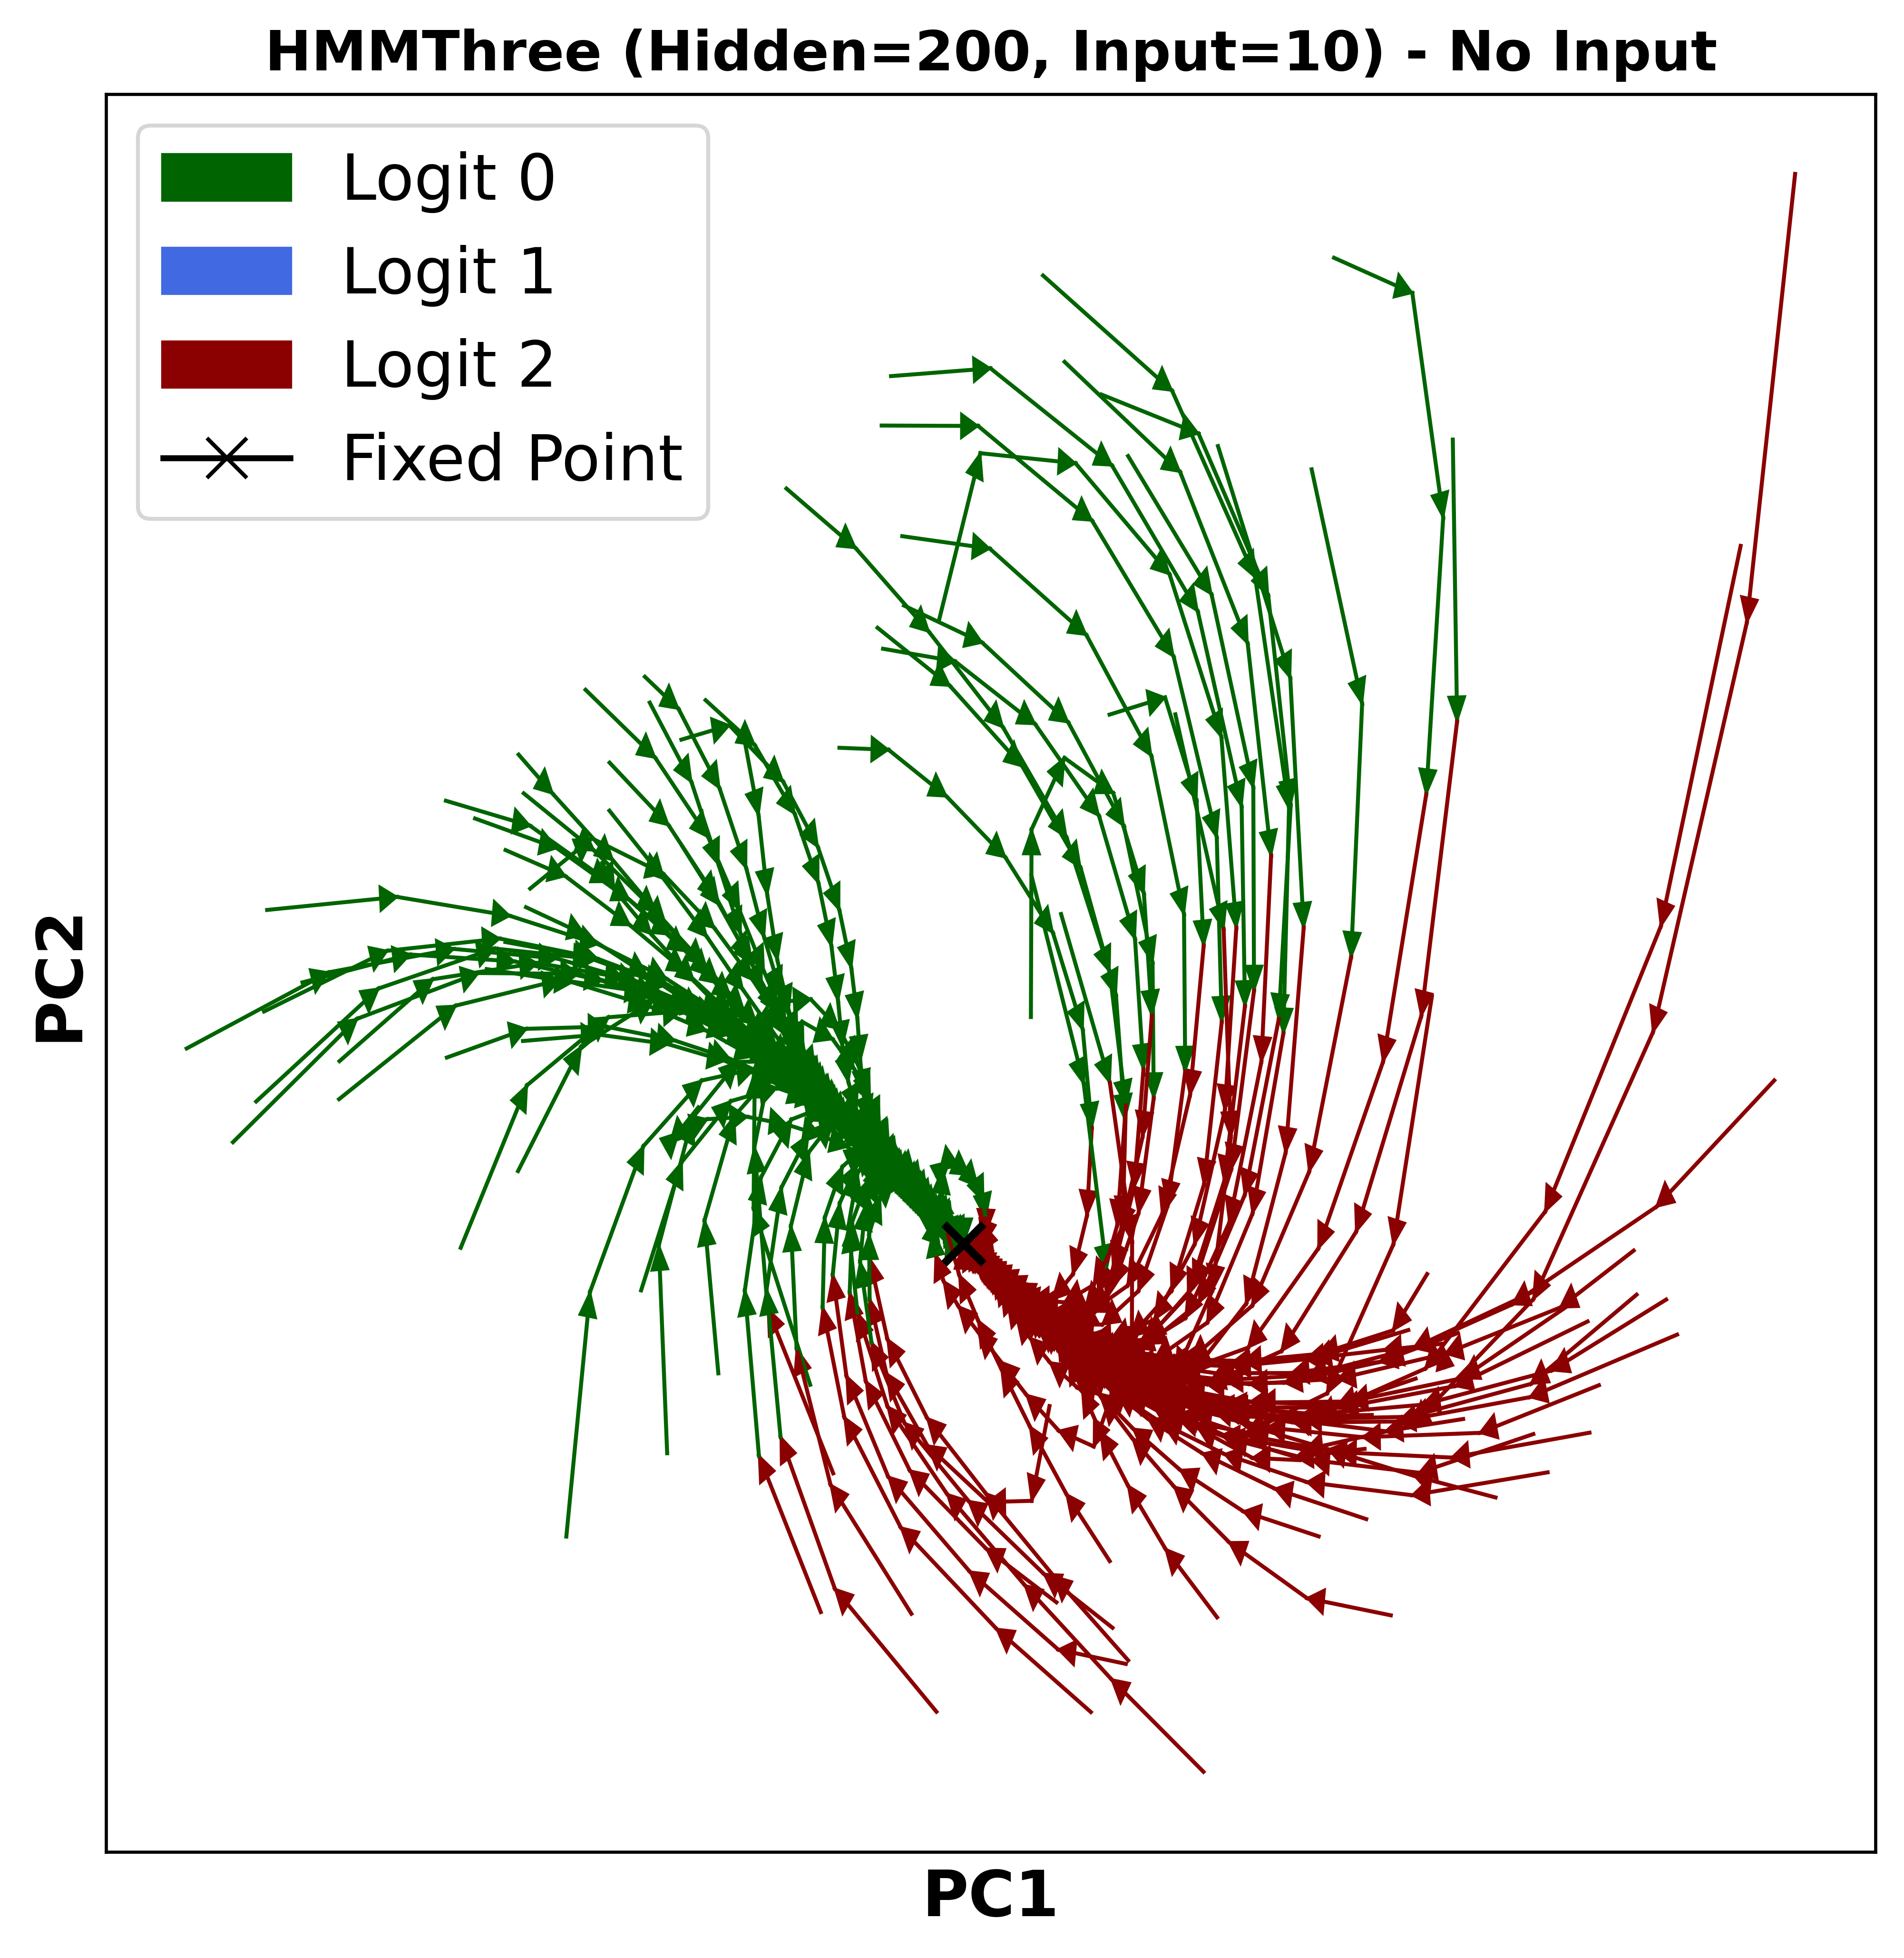 HMMThree (Hidden=200, Input=10) - No Input
Logit 0
Logit 1
Logit 2
Fixed Point
PC2
PC1